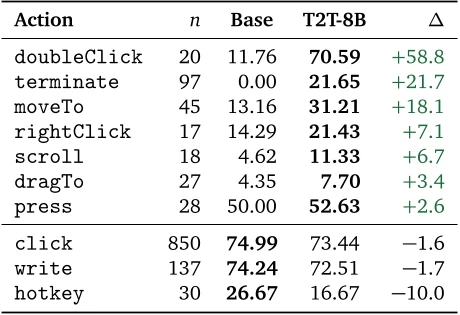 Action n Base T2T-8B Δ
doubleClick 20 11.76 70.59 +58.8
terminate 97 0.00 21.65 +21.7
moveTo 45 13.16 31.21 +18.1
rightClick 17 14.29 21.43 +7.1
scroll 18 4.62 11.33 +6.7
dragTo 27 4.35 7.70 +3.4
press 28 50.00 52.63 +2.6
click 850 74.99 73.44 −1.6
write 137 74.24 72.51 −1.7
hotkey 30 26.67 16.67 −10.0